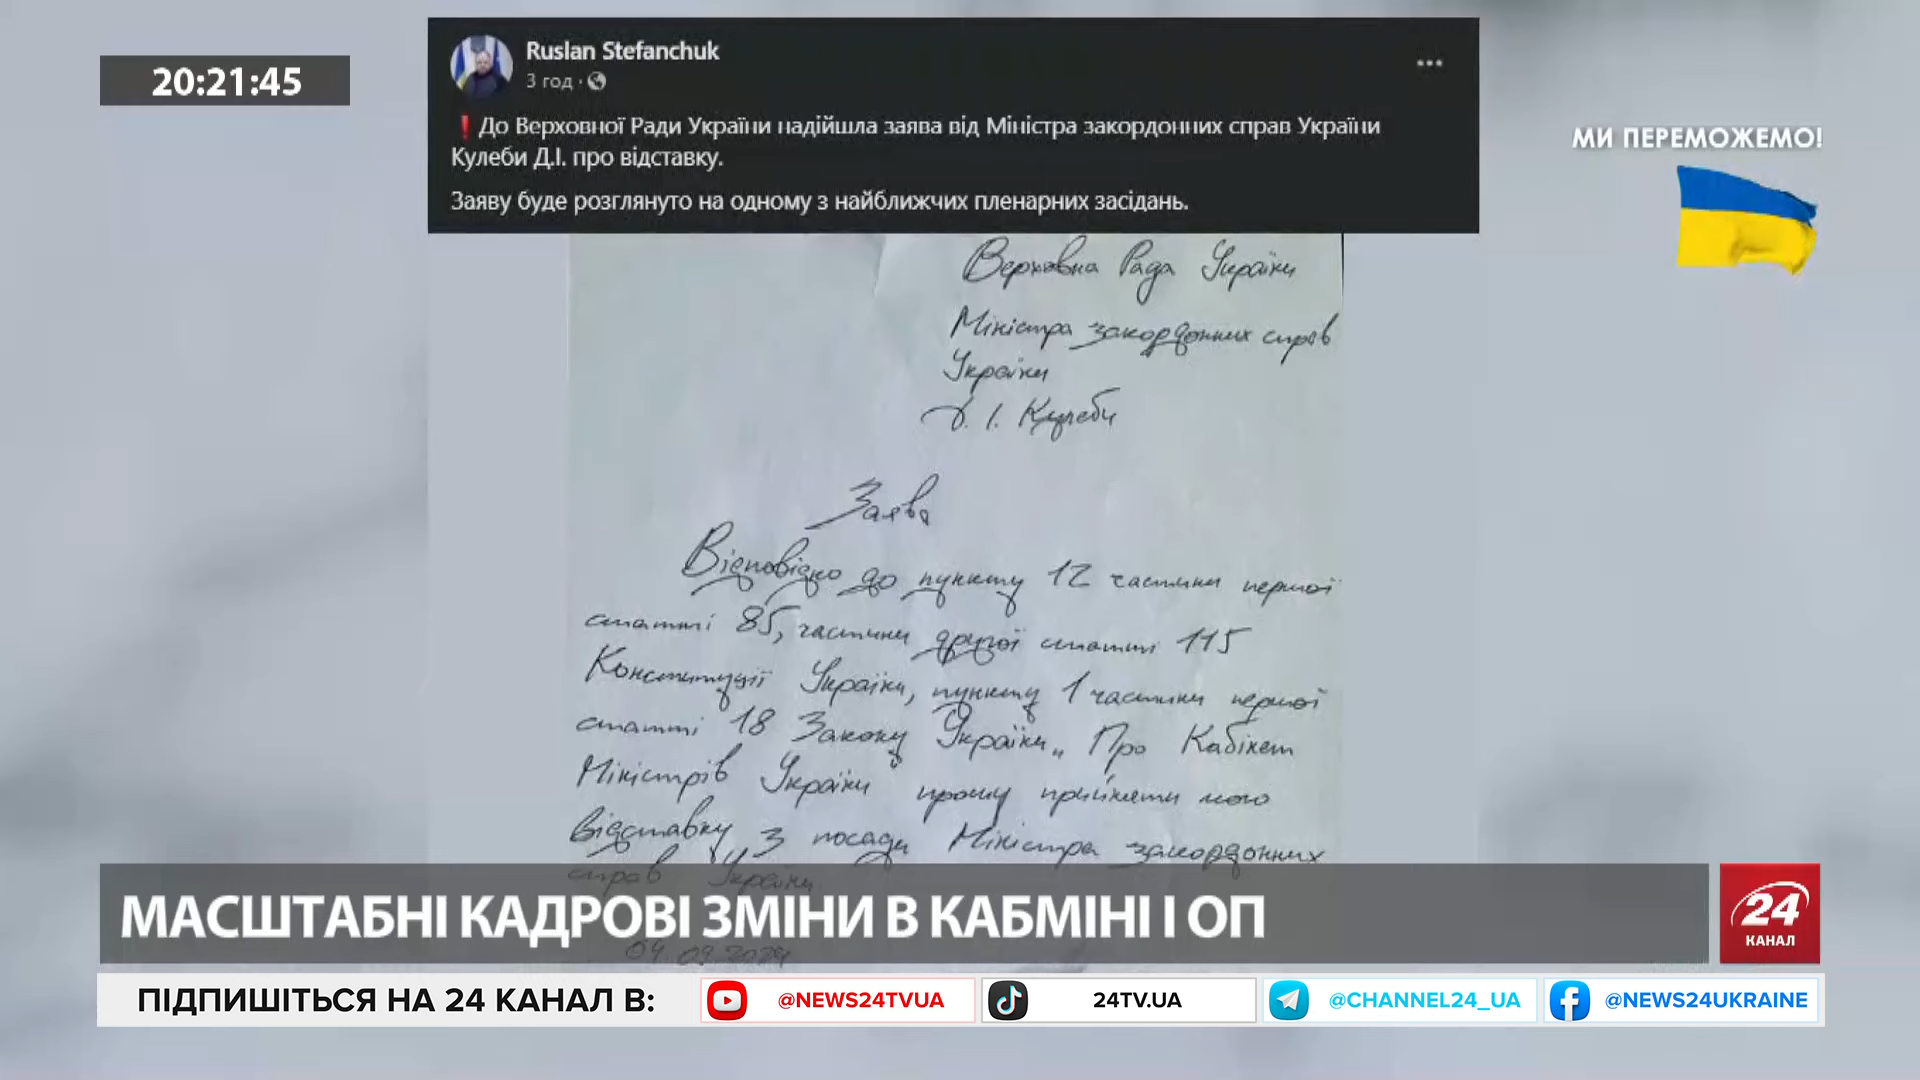 20:21:45
Ruslan Stefanchuk
3 год ·
❗До Верховної Ради України надійшла заява від Міністра закордонних справ України
Кулеби Д.І. про відставку.
Заяву буде розглянуто на одному з найближчих пленарних засідань.
МИ ПЕРЕМОЖЕМО!
Верховна Рада України
Міністра закордонних справ
України
Д. І. Кулеби
Заява
Відповідно до пункту 12 частини першої
статті 85, частини другої статті 115
Конституції України, пункту 1 частини першої
статті 18 Закону України „Про Кабінет
Міністрів України" прошу прийняти мою
відставку з посади Міністра закордонних
справ України.
04.09.2024
МАСШТАБНІ КАДРОВІ ЗМІНИ В КАБМІНІ І ОП
24
КАНАЛ
ПІДПИШІТЬСЯ НА 24 КАНАЛ В:
@NEWS24TVUA
24TV.UA
@CHANNEL24_UA
@NEWS24UKRAINE